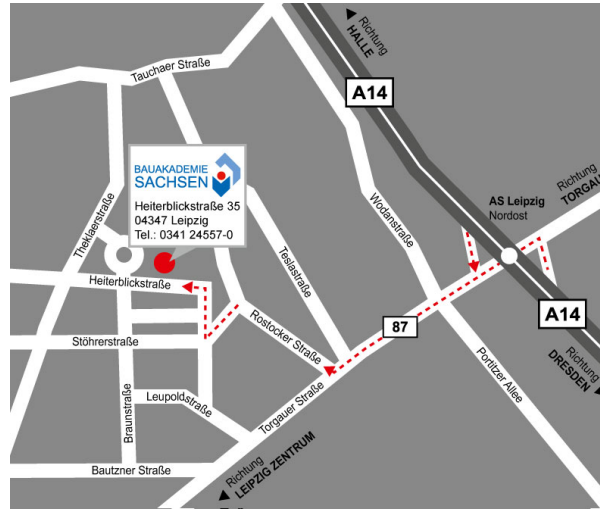 Richtung
HALLE
Tauchaer Straße
A14
BAUAKADEMIE
SACHSEN
Heiterblickstraße 35
04347 Leipzig
Tel.: 0341 24557-0
Richtung
TORGAU
AS Leipzig
Nordost
Wodanstraße
Theklaerstraße
Teslastraße
Heiterblickstraße
A14
Rostocker Straße
87
Stöhrerstraße
Richtung
DRESDEN
Portitzer Allee
Leupoldstraße
Braunstraße
Torgauer Straße
Bautzner Straße
Richtung
LEIPZIG ZENTRUM